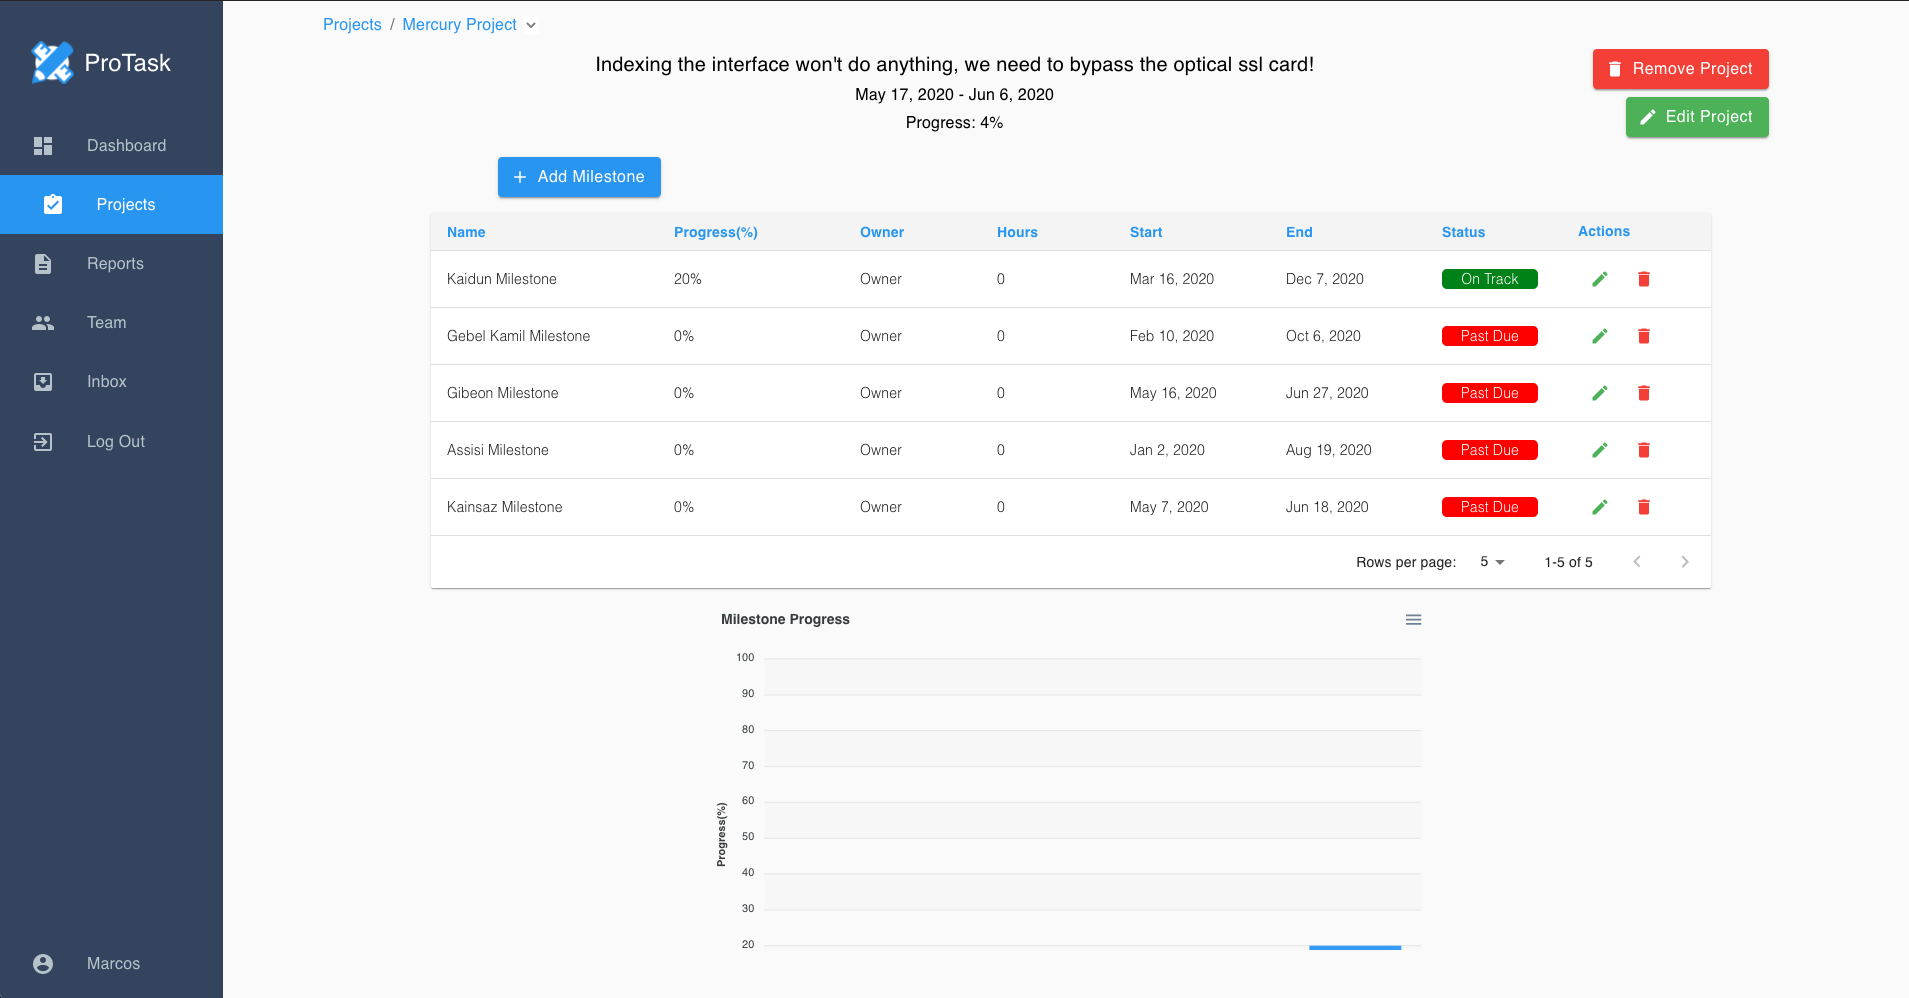 ProTask
Dashboard
Projects
Reports
Team
Inbox
Log Out
Marcos
Projects / Mercury Project
Indexing the interface won't do anything, we need to bypass the optical ssl card!
May 17, 2020 - Jun 6, 2020
Progress: 4%
Remove Project
Edit Project
Add Milestone
Name Progress(%) Owner Hours Start End Status Actions
Kaidun Milestone 20% Owner 0 Mar 16, 2020 Dec 7, 2020 On Track
Gebel Kamil Milestone 0% Owner 0 Feb 10, 2020 Oct 6, 2020 Past Due
Gibeon Milestone 0% Owner 0 May 16, 2020 Jun 27, 2020 Past Due
Assisi Milestone 0% Owner 0 Jan 2, 2020 Aug 19, 2020 Past Due
Kainsaz Milestone 0% Owner 0 May 7, 2020 Jun 18, 2020 Past Due
Rows per page: 5 1-5 of 5
Milestone Progress
Progress(%)
100
90
80
70
60
50
40
30
20